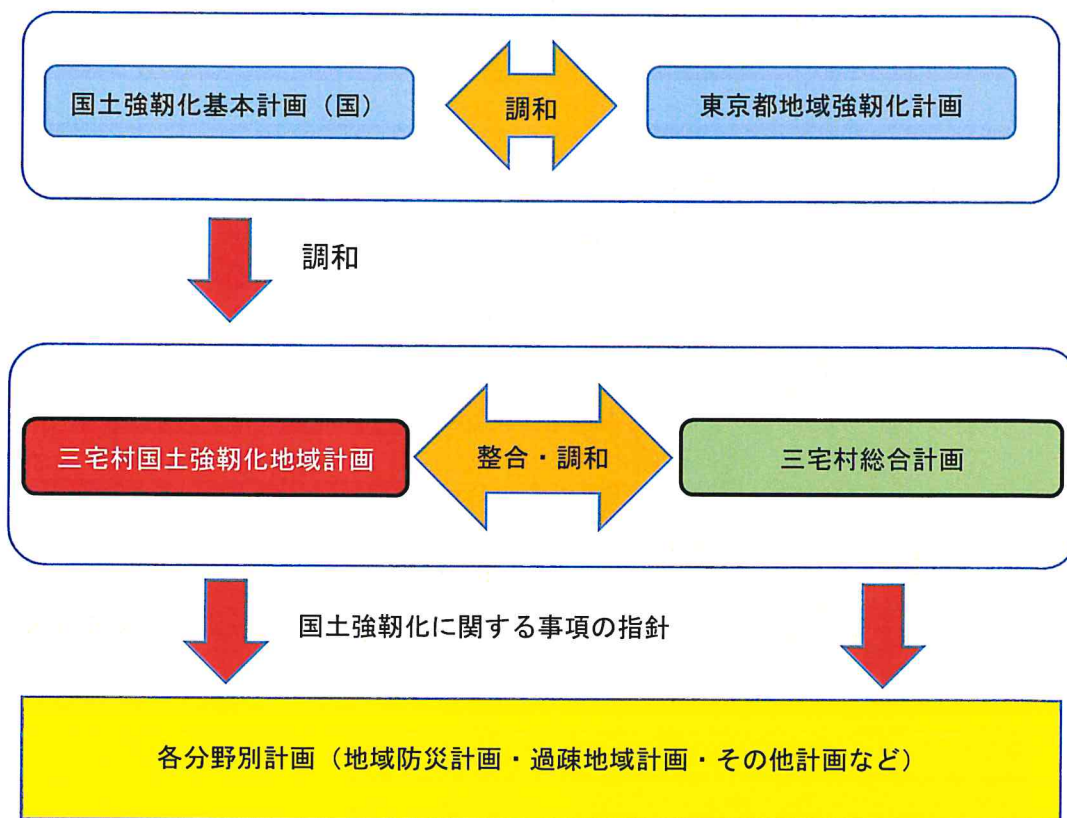 国土強靭化基本計画（国）
調和
東京都地域強靭化計画
調和
三宅村国土強靭化地域計画
整合・調和
三宅村総合計画
国土強靭化に関する事項の指針
各分野別計画（地域防災計画・過疎地域計画・その他計画など）